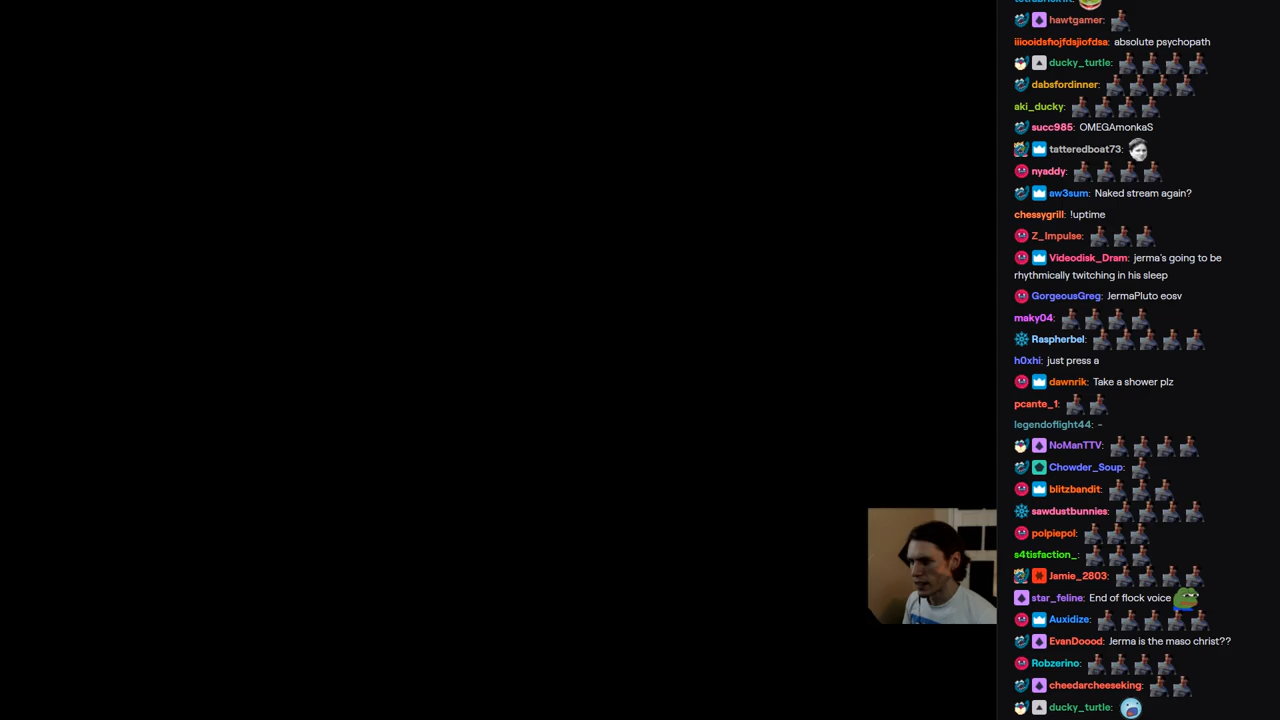 hawtgamer:
iiiooidsfiojfdsjiofdsa: absolute psychopath
ducky_turtle:
dabsfordinner:
aki_ducky:
succ985: OMEGAmonkaS
tatteredboat73:
nyaddy:
aw3sum: Naked stream again?
chessygrill: !uptime
Z_Impulse:
Videodisk_Dram: jerma's going to be
rhythmically twitching in his sleep
GorgeousGreg: JermaPluto eosv
maky04:
Raspherbel:
h0xhi: just press a
dawnrik: Take a shower plz
pcante_1:
legendoflight44: -
NoManTTV:
Chowder_Soup:
blitzbandit:
sawdustbunnies:
polpiepol:
s4tisfaction_:
Jamie_2803:
star_feline: End of flock voice
Auxidize:
EvanDoood: Jerma is the maso christ??
Robzerino:
cheedarcheeseking:
ducky_turtle: